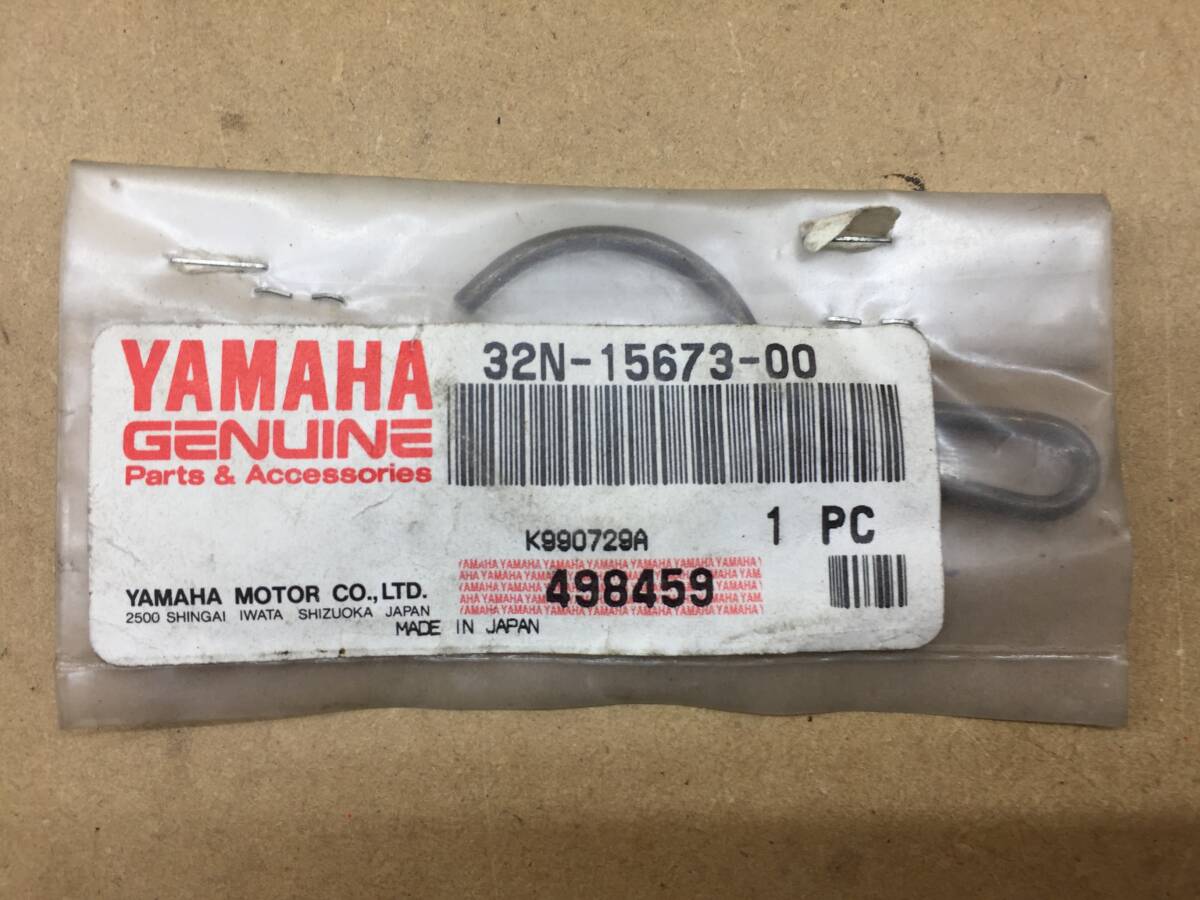 YAMAHA
GENUINE
Parts & Accessories
32N-15673-00
1 PC
K990729A
498459
YAMAHA MOTOR CO., LTD.
2500 SHINGAI IWATA SHIZUOKA JAPAN
MADE IN JAPAN